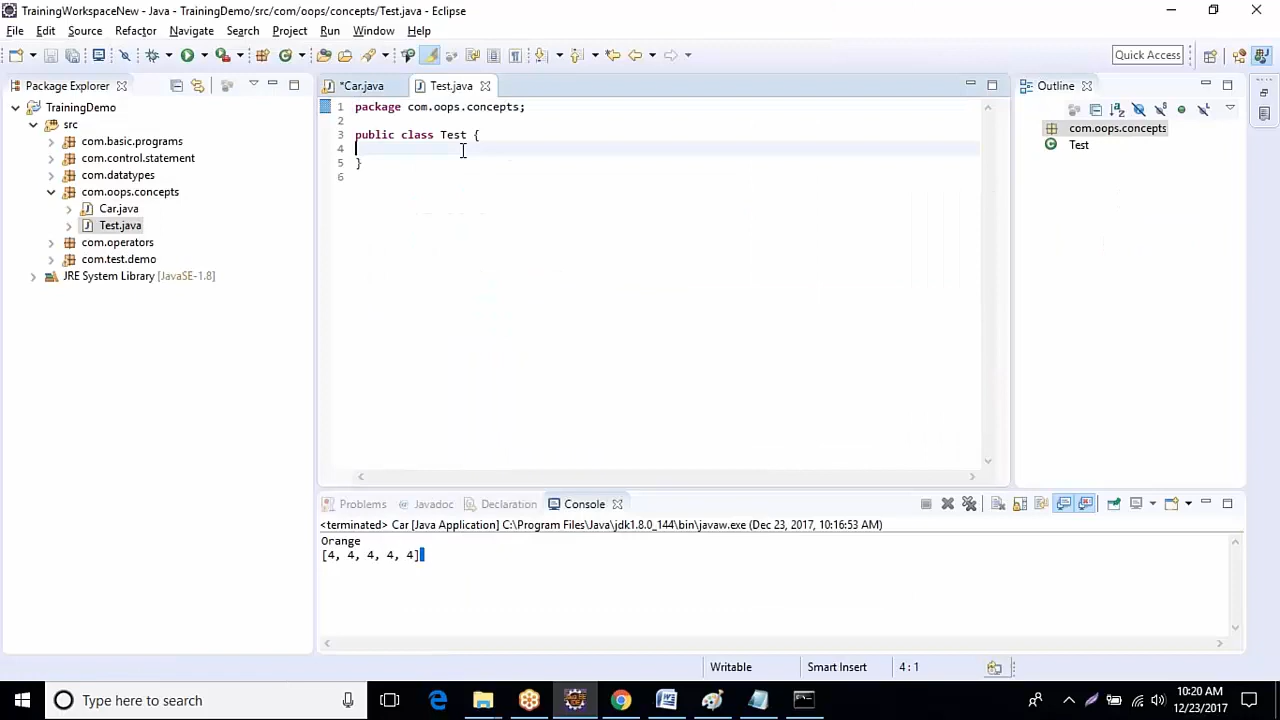 TrainingWorkspaceNew - Java - TrainingDemo/src/com/oops/concepts/Test.java - Eclipse
File Edit Source Refactor Navigate Search Project Run Window Help
Quick Access
Package Explorer
TrainingDemo
src
com.basic.programs
com.control.statement
com.datatypes
com.oops.concepts
Car.java
Test.java
com.operators
com.test.demo
JRE System Library [JavaSE-1.8]
*Car.java Test.java
1 package com.oops.concepts;
2
3 public class Test {
4
5 }
6
Outline
com.oops.concepts
Test
Problems Javadoc Declaration Console
<terminated> Car [Java Application] C:\Program Files\Java\jdk1.8.0_144\bin\javaw.exe (Dec 23, 2017, 10:16:53 AM)
Orange
[4, 4, 4, 4, 4]
Writable Smart Insert 4 : 1
Type here to search
10:20 AM
12/23/2017